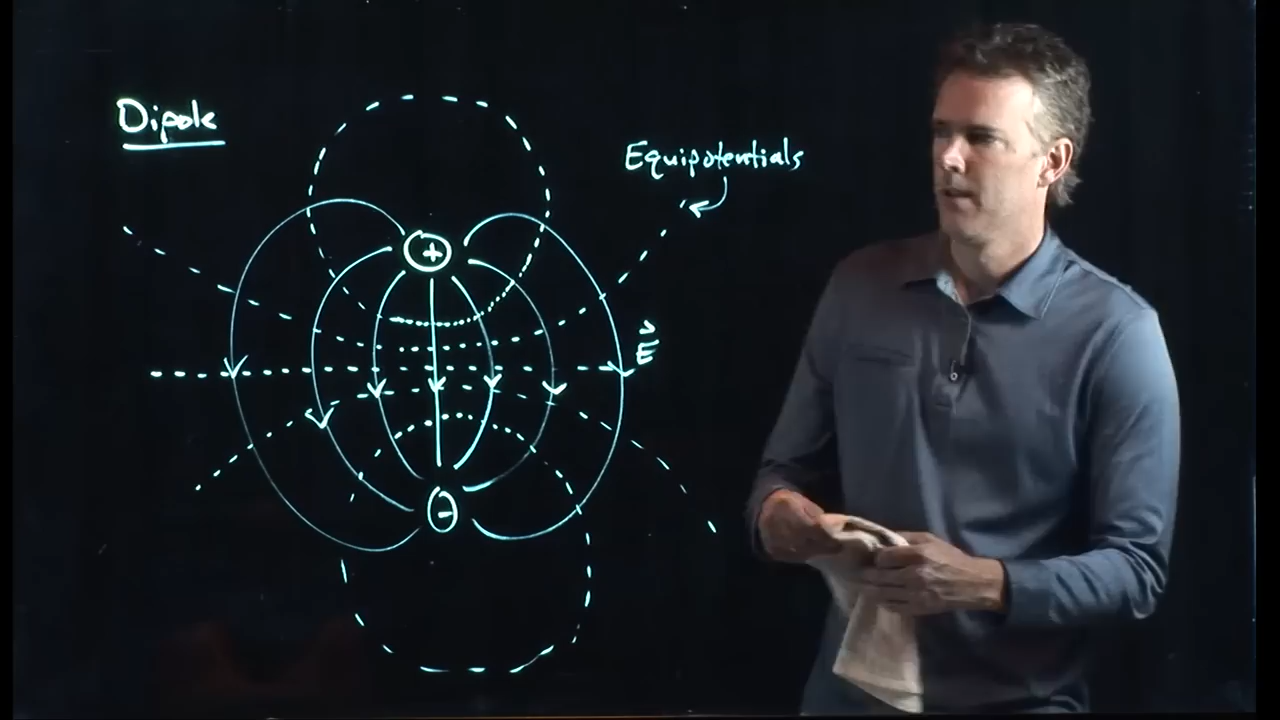 Dipole
Equipotentials
+
E⃗
-